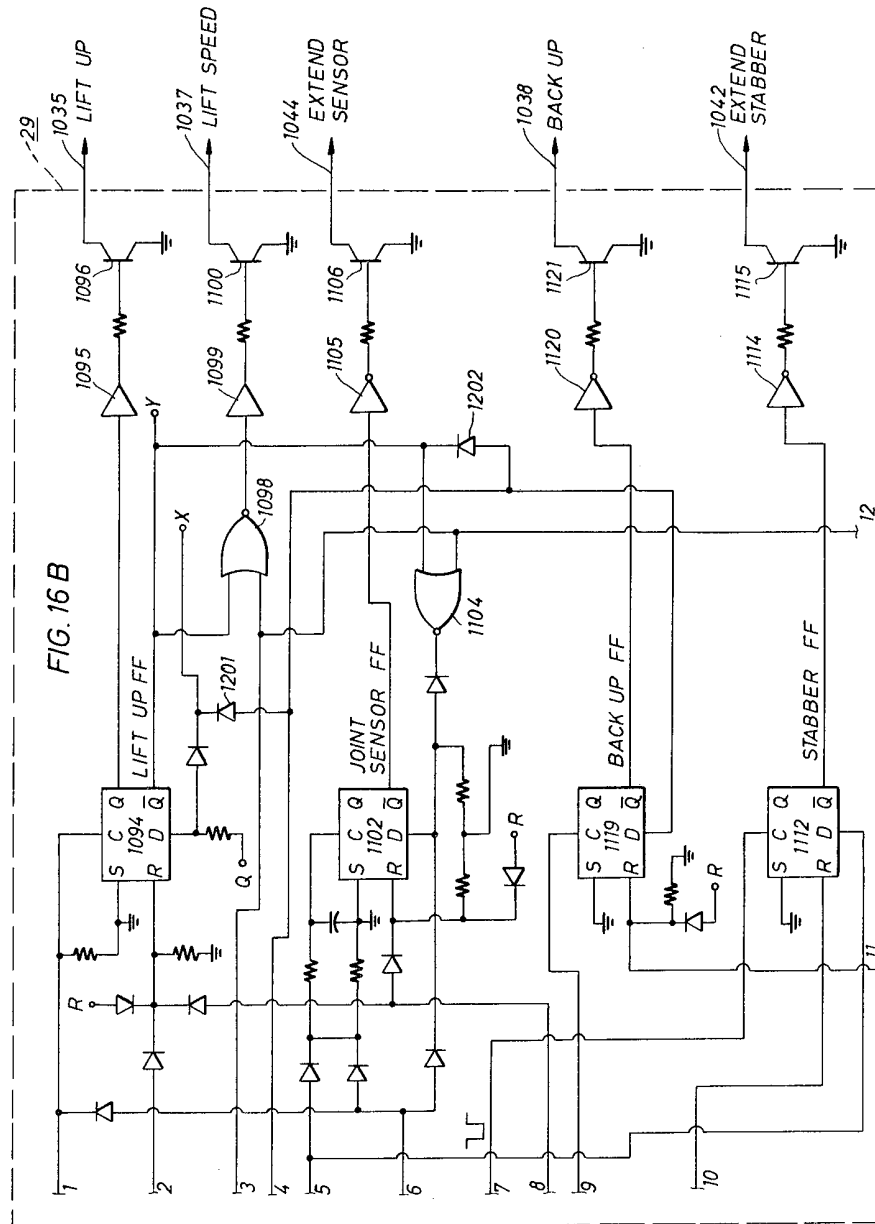 FIG. 16 B
29
1035
LIFT UP
1037
LIFT SPEED
1044
EXTEND
SENSOR
1038
BACK UP
1042
EXTEND
STABBER
1096
1100
1106
1121
1115
1095
1099
1105
1120
1114
Y
X
1098
1202
1104
12
1201
LIFT UP FF
S C Q
1094
R D Q̅
Q
R
JOINT
SENSOR FF
S C Q
1102
R D Q̅
R
BACK UP FF
S C Q
1119
R D Q̅
R
STABBER FF
S C Q
1112
R D Q̅
11
1
2
3
4
5
6
7
8
9
10